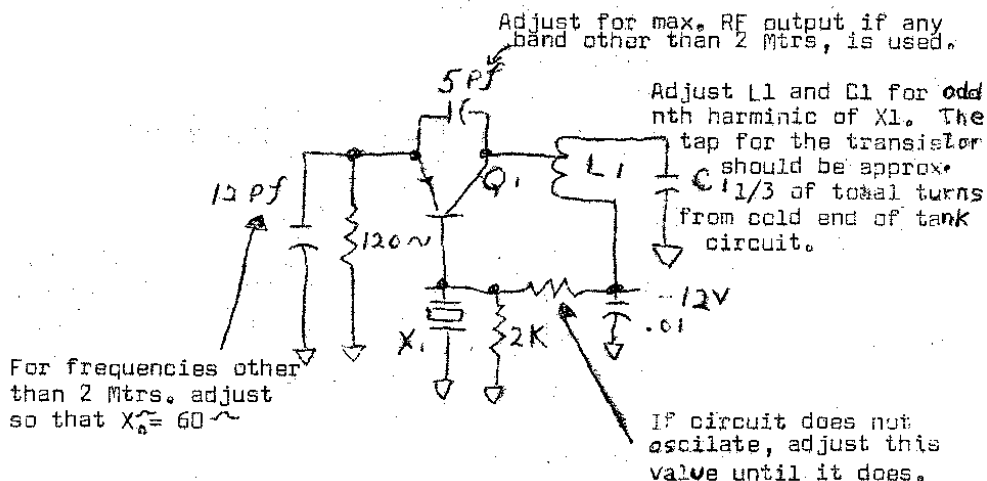 Adjust for max. RF output if any
band other than 2 Mtrs, is used.
5 Pf
Adjust L1 and C1 for odd
nth harminic of X1. The
tap for the transistor
should be approx.
1/3 of total turns
from cold end of tank
circuit.
12 Pf
120~
Q1
L1
C1
X1
2K
-12V
.01
For frequencies other
than 2 Mtrs. adjust
so that Xc≅ 60~
If circuit does not
oscilate, adjust this
value until it does.